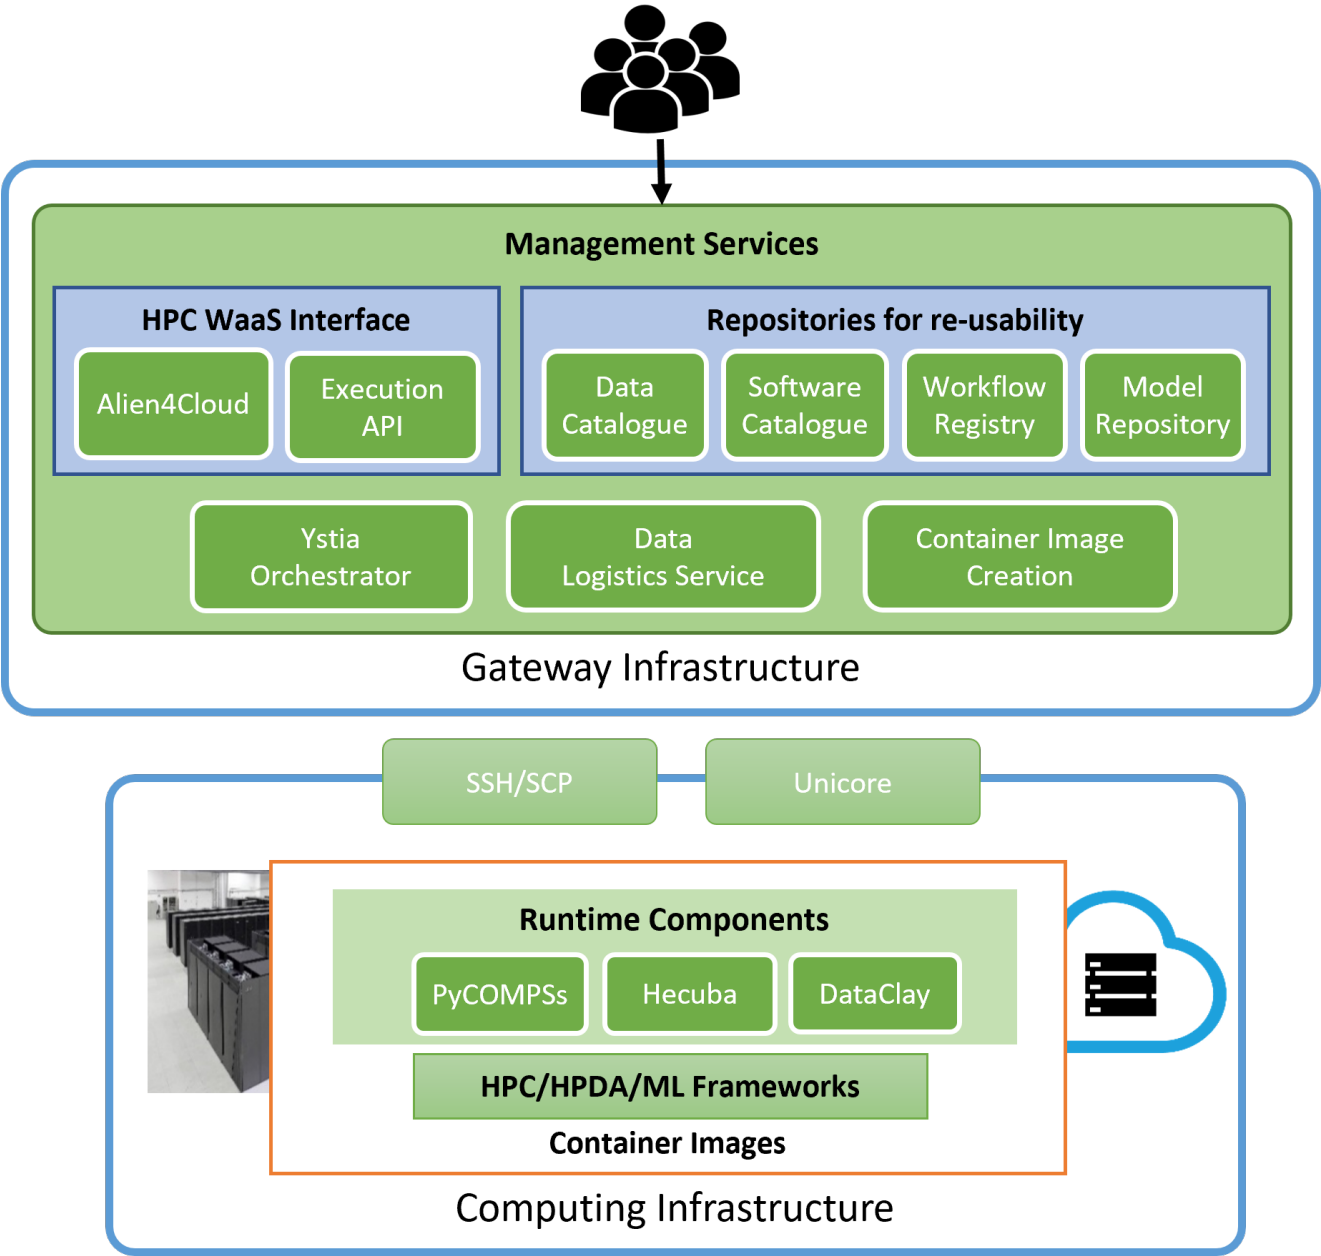 Management Services
HPC WaaS Interface
Alien4Cloud
Execution
API
Repositories for re-usability
Data
Catalogue
Software
Catalogue
Workflow
Registry
Model
Repository
Ystia
Orchestrator
Data
Logistics Service
Container Image
Creation
Gateway Infrastructure
SSH/SCP
Unicore
Runtime Components
PyCOMPSs
Hecuba
DataClay
HPC/HPDA/ML Frameworks
Container Images
Computing Infrastructure